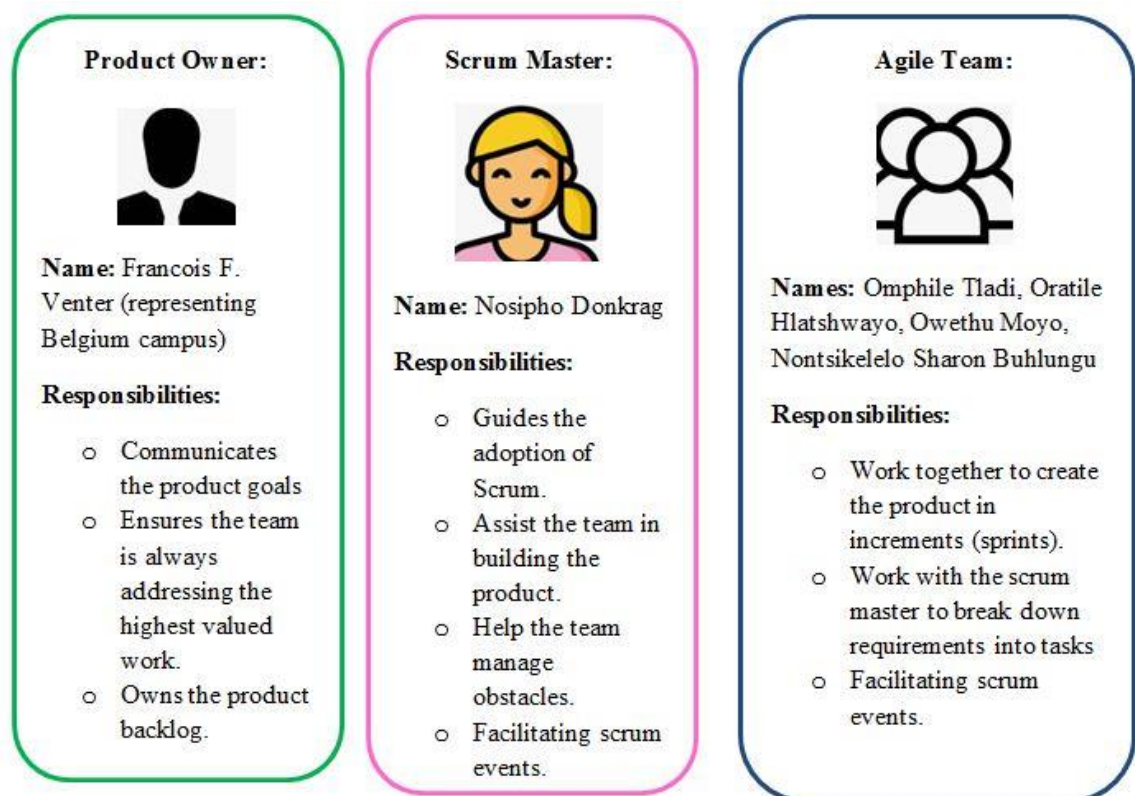 Product Owner:
Name: Francois F.
Venter (representing
Belgium campus)
Responsibilities:
o Communicates
the product goals
o Ensures the team
is always
addressing the
highest valued
work.
o Owns the product
backlog.
Scrum Master:
Name: Nosipho Donkrag
Responsibilities:
o Guides the
adoption of
Scrum.
o Assist the team in
building the
product.
o Help the team
manage
obstacles.
o Facilitating scrum
events.
Agile Team:
Names: Omphile Tladi, Oratile
Hlatshwayo, Owethu Moyo,
Nontsikelelo Sharon Buhlungu
Responsibilities:
o Work together to create
the product in
increments (sprints).
o Work with the scrum
master to break down
requirements into tasks
o Facilitating scrum
events.